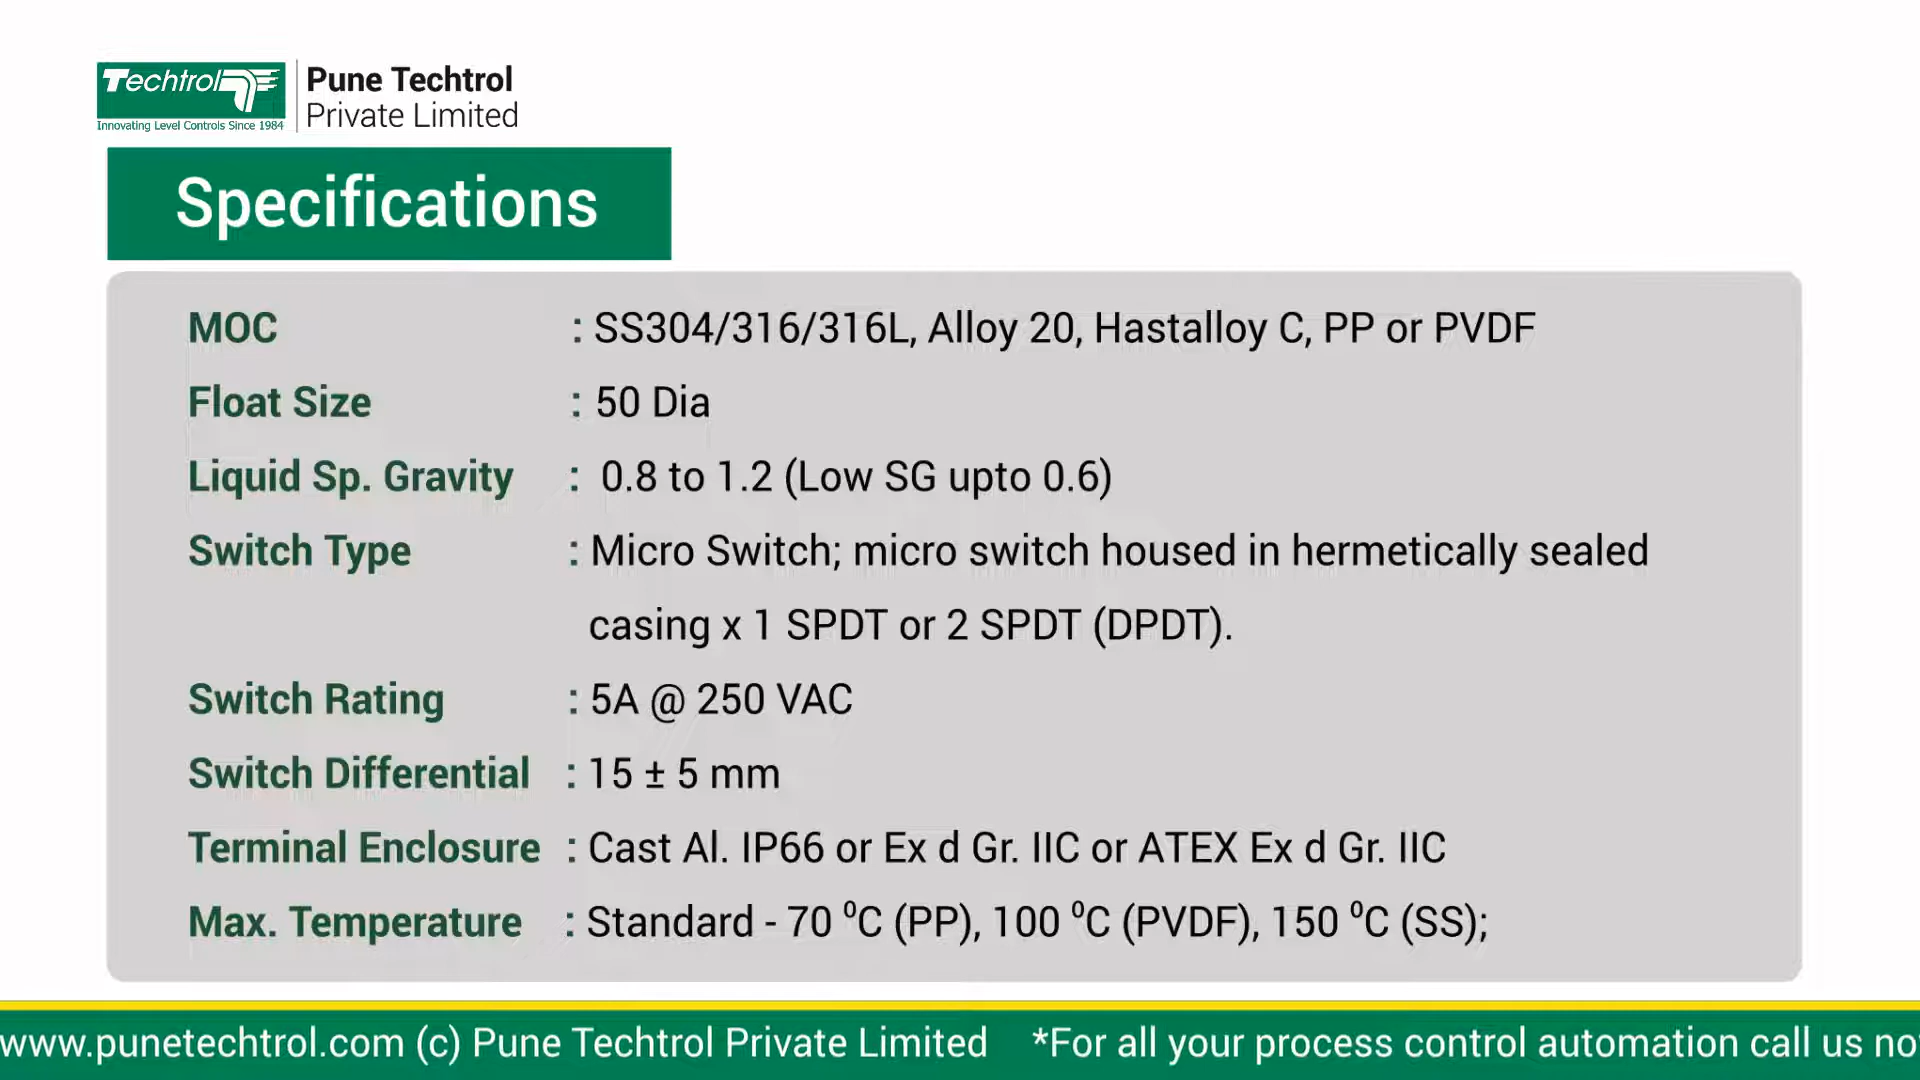 Techtrol
Innovating Level Controls Since 1984
Pune Techtrol
Private Limited
Specifications
MOC : SS304/316/316L, Alloy 20, Hastalloy C, PP or PVDF
Float Size : 50 Dia
Liquid Sp. Gravity : 0.8 to 1.2 (Low SG upto 0.6)
Switch Type : Micro Switch; micro switch housed in hermetically sealed
casing x 1 SPDT or 2 SPDT (DPDT).
Switch Rating : 5A @ 250 VAC
Switch Differential : 15 ± 5 mm
Terminal Enclosure : Cast Al. IP66 or Ex d Gr. IIC or ATEX Ex d Gr. IIC
Max. Temperature : Standard - 70 ⁰C (PP), 100 ⁰C (PVDF), 150 ⁰C (SS);
www.punetechtrol.com (c) Pune Techtrol Private Limited *For all your process control automation call us no